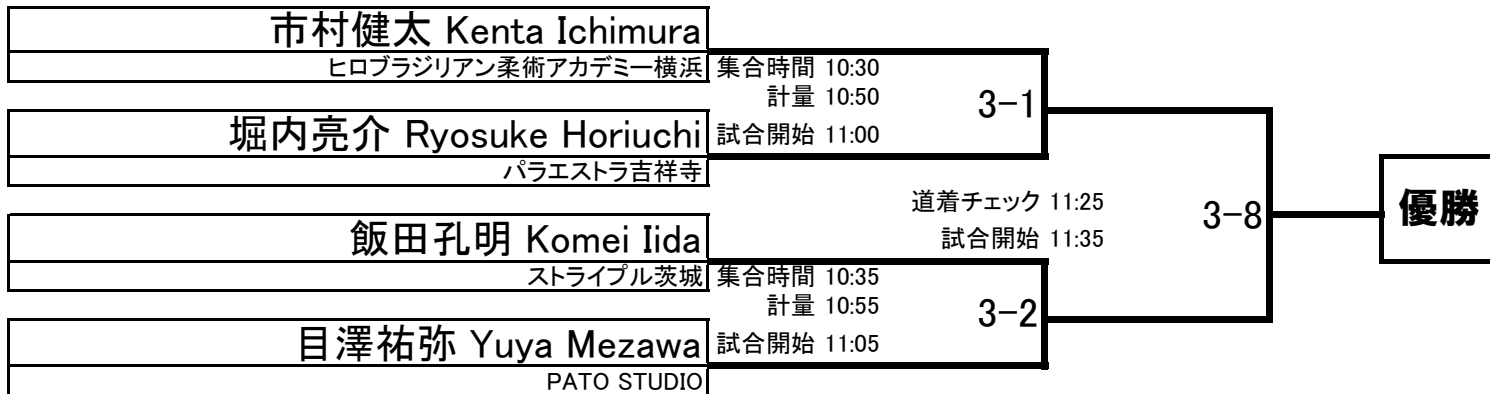 市村健太 Kenta Ichimura
ヒロブラジリアン柔術アカデミー横浜
集合時間 10:30
計量 10:50
3-1
堀内亮介 Ryosuke Horiuchi
試合開始 11:00
パラエストラ吉祥寺
道着チェック 11:25
3-8
優勝
試合開始 11:35
飯田孔明 Komei Iida
ストライプル茨城
集合時間 10:35
計量 10:55
3-2
目澤祐弥 Yuya Mezawa
試合開始 11:05
PATO STUDIO